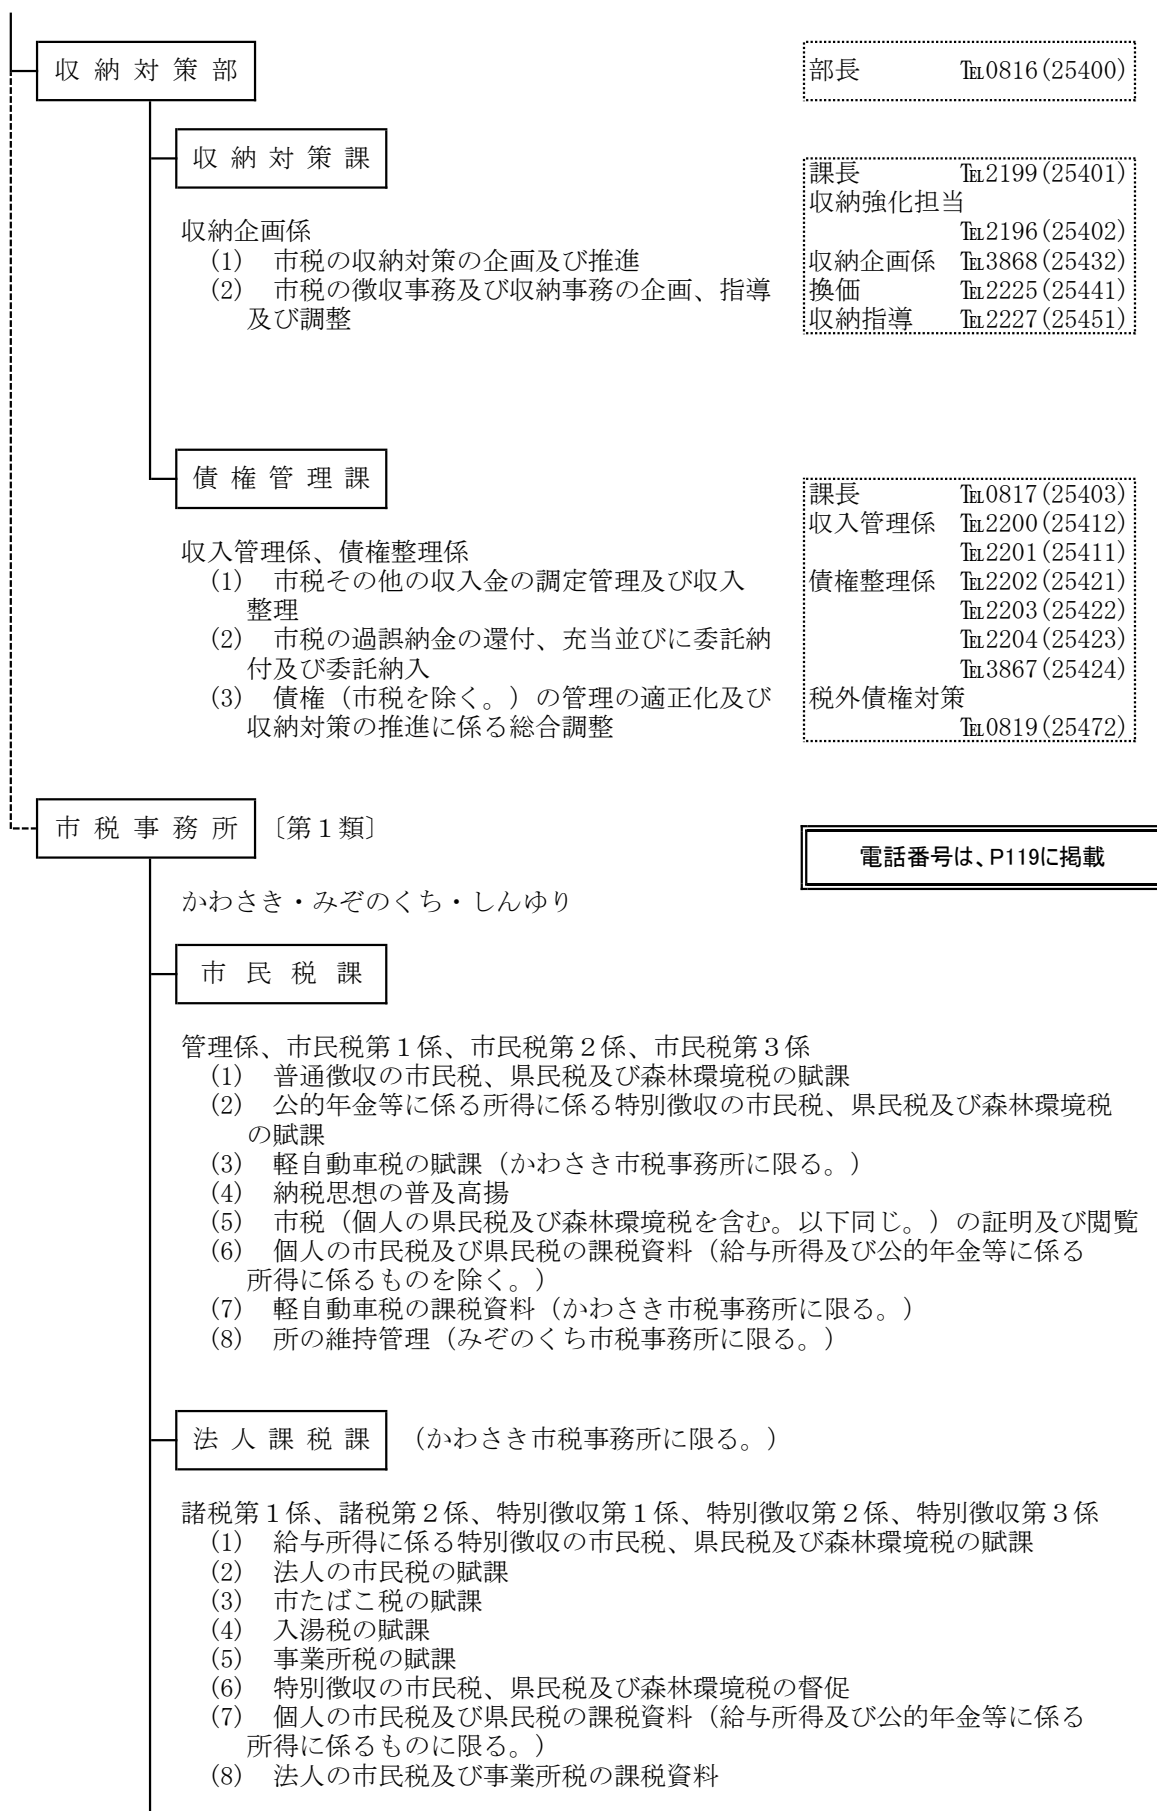 収納対策部
部長　℡0816(25400)
収納対策課
課長　℡2199(25401)
収納強化担当
℡2196(25402)
収納企画係　℡3868(25432)
換価　℡2225(25441)
収納指導　℡2227(25451)
収納企画係
(1)　市税の収納対策の企画及び推進
(2)　市税の徴収事務及び収納事務の企画、指導
及び調整
債権管理課
課長　℡0817(25403)
収入管理係　℡2200(25412)
℡2201(25411)
債権整理係　℡2202(25421)
℡2203(25422)
℡2204(25423)
℡3867(25424)
税外債権対策
℡0819(25472)
収入管理係、債権整理係
(1)　市税その他の収入金の調定管理及び収入
整理
(2)　市税の過誤納金の還付、充当並びに委託納
付及び委託納入
(3)　債権（市税を除く。）の管理の適正化及び
収納対策の推進に係る総合調整
市税事務所　〔第１類〕
電話番号は、P119に掲載
かわさき・みぞのくち・しんゆり
市民税課
管理係、市民税第１係、市民税第２係、市民税第３係
(1)　普通徴収の市民税、県民税及び森林環境税の賦課
(2)　公的年金等に係る所得に係る特別徴収の市民税、県民税及び森林環境税
の賦課
(3)　軽自動車税の賦課（かわさき市税事務所に限る。）
(4)　納税思想の普及高揚
(5)　市税（個人の県民税及び森林環境税を含む。以下同じ。）の証明及び閲覧
(6)　個人の市民税及び県民税の課税資料（給与所得及び公的年金等に係る
所得に係るものを除く。）
(7)　軽自動車税の課税資料（かわさき市税事務所に限る。）
(8)　所の維持管理（みぞのくち市税事務所に限る。）
法人課税課　（かわさき市税事務所に限る。）
諸税第１係、諸税第２係、特別徴収第１係、特別徴収第２係、特別徴収第３係
(1)　給与所得に係る特別徴収の市民税、県民税及び森林環境税の賦課
(2)　法人の市民税の賦課
(3)　市たばこ税の賦課
(4)　入湯税の賦課
(5)　事業所税の賦課
(6)　特別徴収の市民税、県民税及び森林環境税の督促
(7)　個人の市民税及び県民税の課税資料（給与所得及び公的年金等に係る
所得に係るものに限る。）
(8)　法人の市民税及び事業所税の課税資料